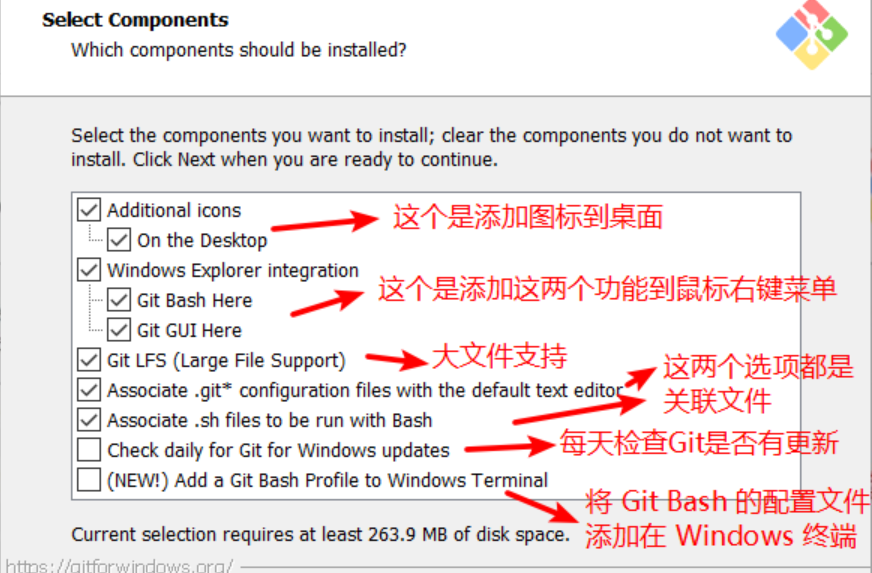 Select Components
Which components should be installed?
Select the components you want to install; clear the components you do not want to
install. Click Next when you are ready to continue.
Additional icons
这个是添加图标到桌面
On the Desktop
Windows Explorer integration
Git Bash Here
这个是添加这两个功能到鼠标右键菜单
Git GUI Here
Git LFS (Large File Support)
大文件支持
Associate .git* configuration files with the default text editor
这两个选项都是
关联文件
Associate .sh files to be run with Bash
Check daily for Git for Windows updates
每天检查Git是否有更新
(NEW!) Add a Git Bash Profile to Windows Terminal
将 Git Bash 的配置文件
添加在 Windows 终端
Current selection requires at least 263.9 MB of disk space.
https://gitforwindows.org/